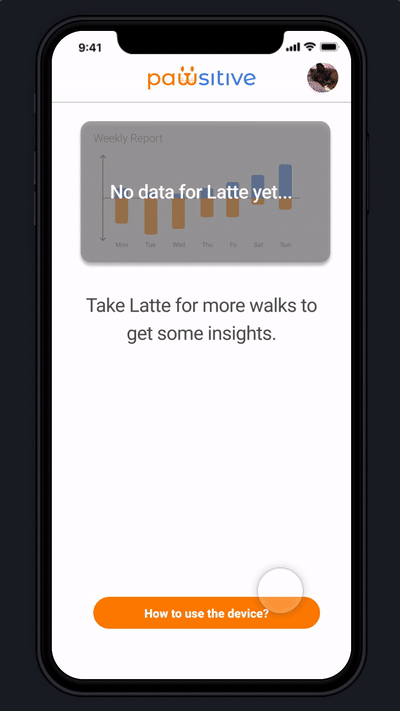 9:41
pawsitive
Weekly Report
No data for Latte yet...
Mon Tue Wed Thu Fri Sat Sun
Take Latte for more walks to
get some insights.
How to use the device?